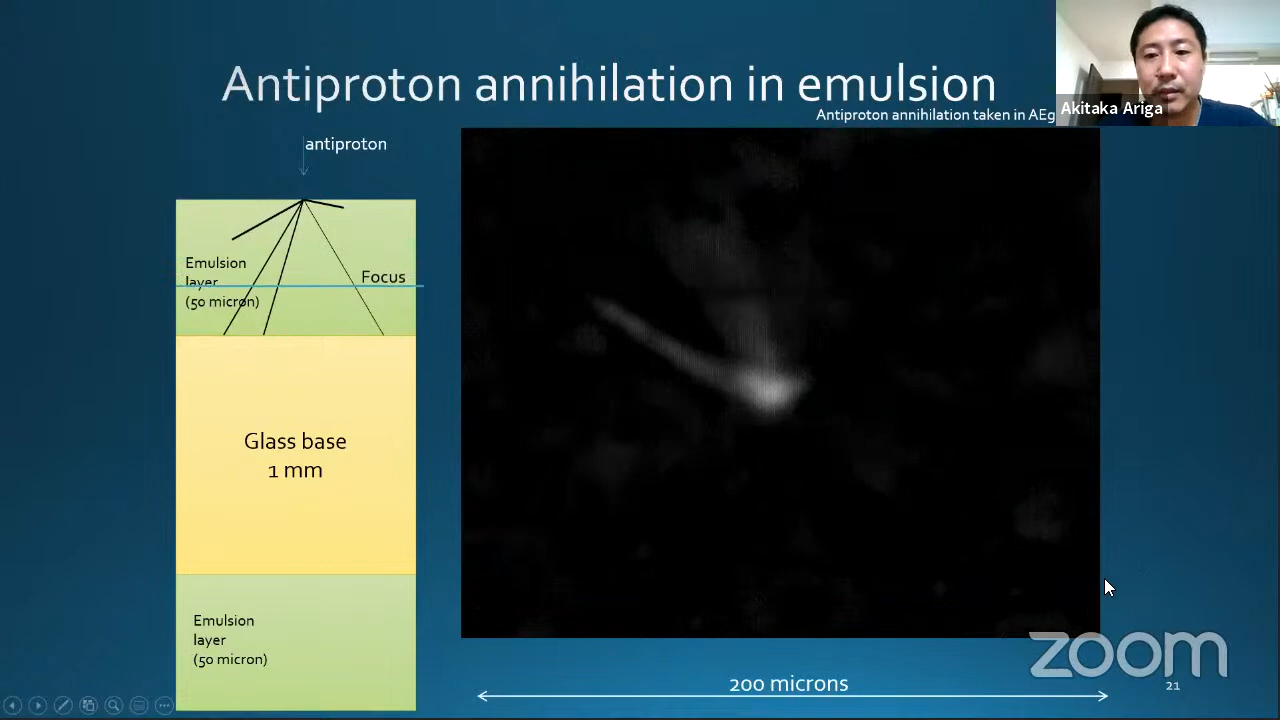 Antiproton annihilation in emulsion
Antiproton annihilation taken in AEg
Akitaka Ariga
antiproton
Emulsion
layer
(50 micron)
Focus
Glass base
1 mm
Emulsion
layer
(50 micron)
200 microns
zoom
21